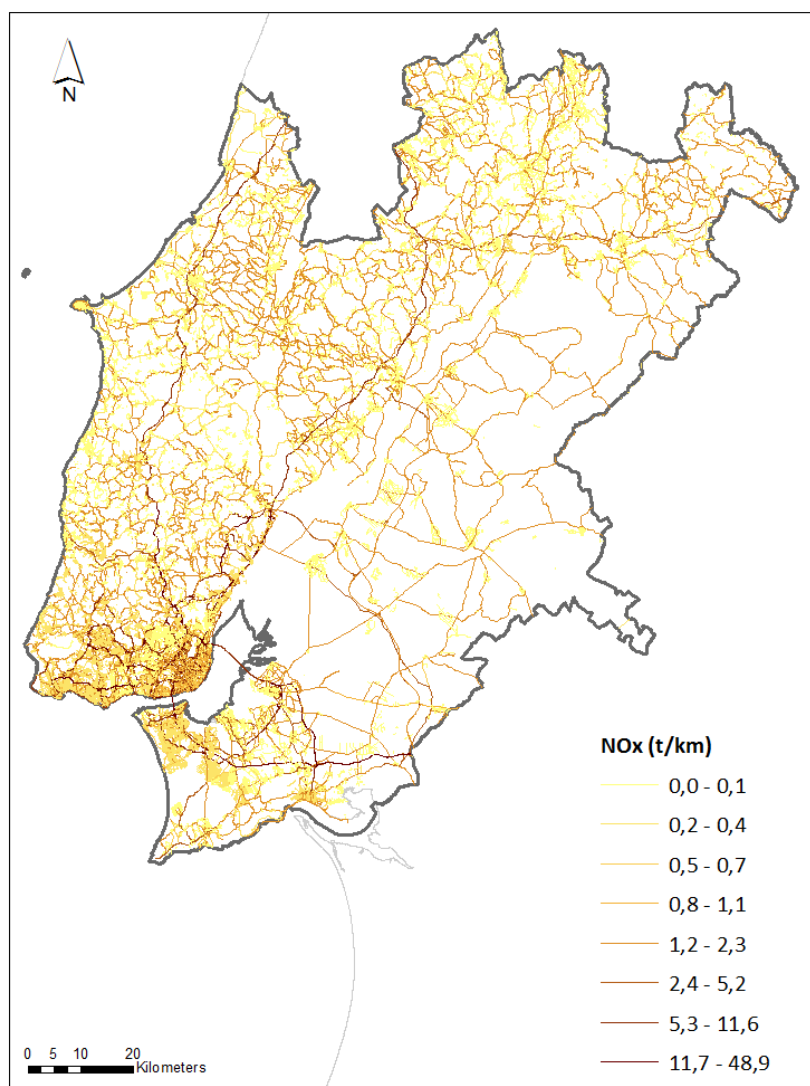 N
NOx (t/km)
0,0 - 0,1
0,2 - 0,4
0,5 - 0,7
0,8 - 1,1
1,2 - 2,3
2,4 - 5,2
5,3 - 11,6
11,7 - 48,9
0 5 10 20
Kilometers